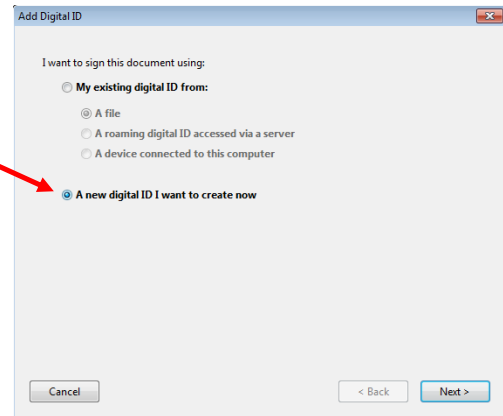 Add Digital ID
I want to sign this document using:
My existing digital ID from:
A file
A roaming digital ID accessed via a server
A device connected to this computer
A new digital ID I want to create now
Cancel
< Back
Next >